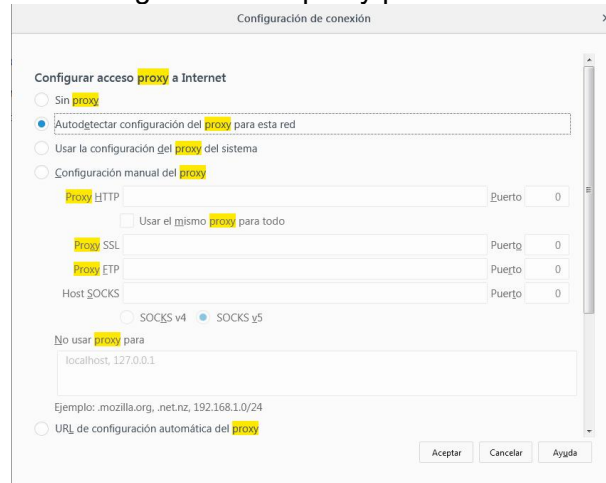 Configuración de conexión
Configurar acceso proxy a Internet
Sin proxy
Autodetectar configuración del proxy para esta red
Usar la configuración del proxy del sistema
Configuración manual del proxy
Proxy HTTP Puerto 0
Usar el mismo proxy para todo
Proxy SSL Puerto 0
Proxy FTP Puerto 0
Host SOCKS Puerto 0
SOCKS v4 SOCKS v5
No usar proxy para
localhost, 127.0.0.1
Ejemplo: .mozilla.org, .net.nz, 192.168.1.0/24
URL de configuración automática del proxy
Aceptar Cancelar Ayuda